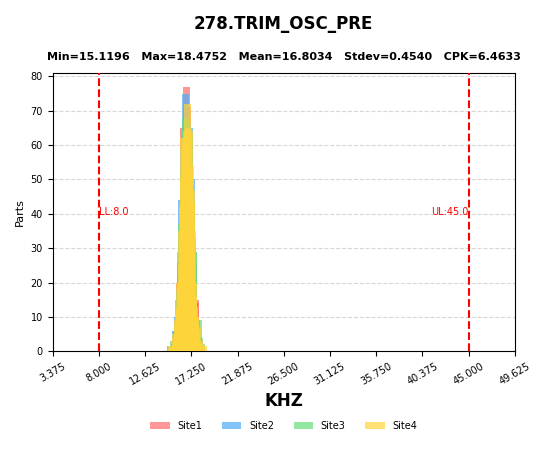 278.TRIM_OSC_PRE
Min=15.1196 Max=18.4752 Mean=16.8034 Stdev=0.4540 CPK=6.4633
80
70
60
50
40
30
20
10
0
Parts
LL:8.0
UL:45.0
3.375 8.000 12.625 17.250 21.875 26.500 31.125 35.750 40.375 45.000 49.625
KHZ
Site1 Site2 Site3 Site4